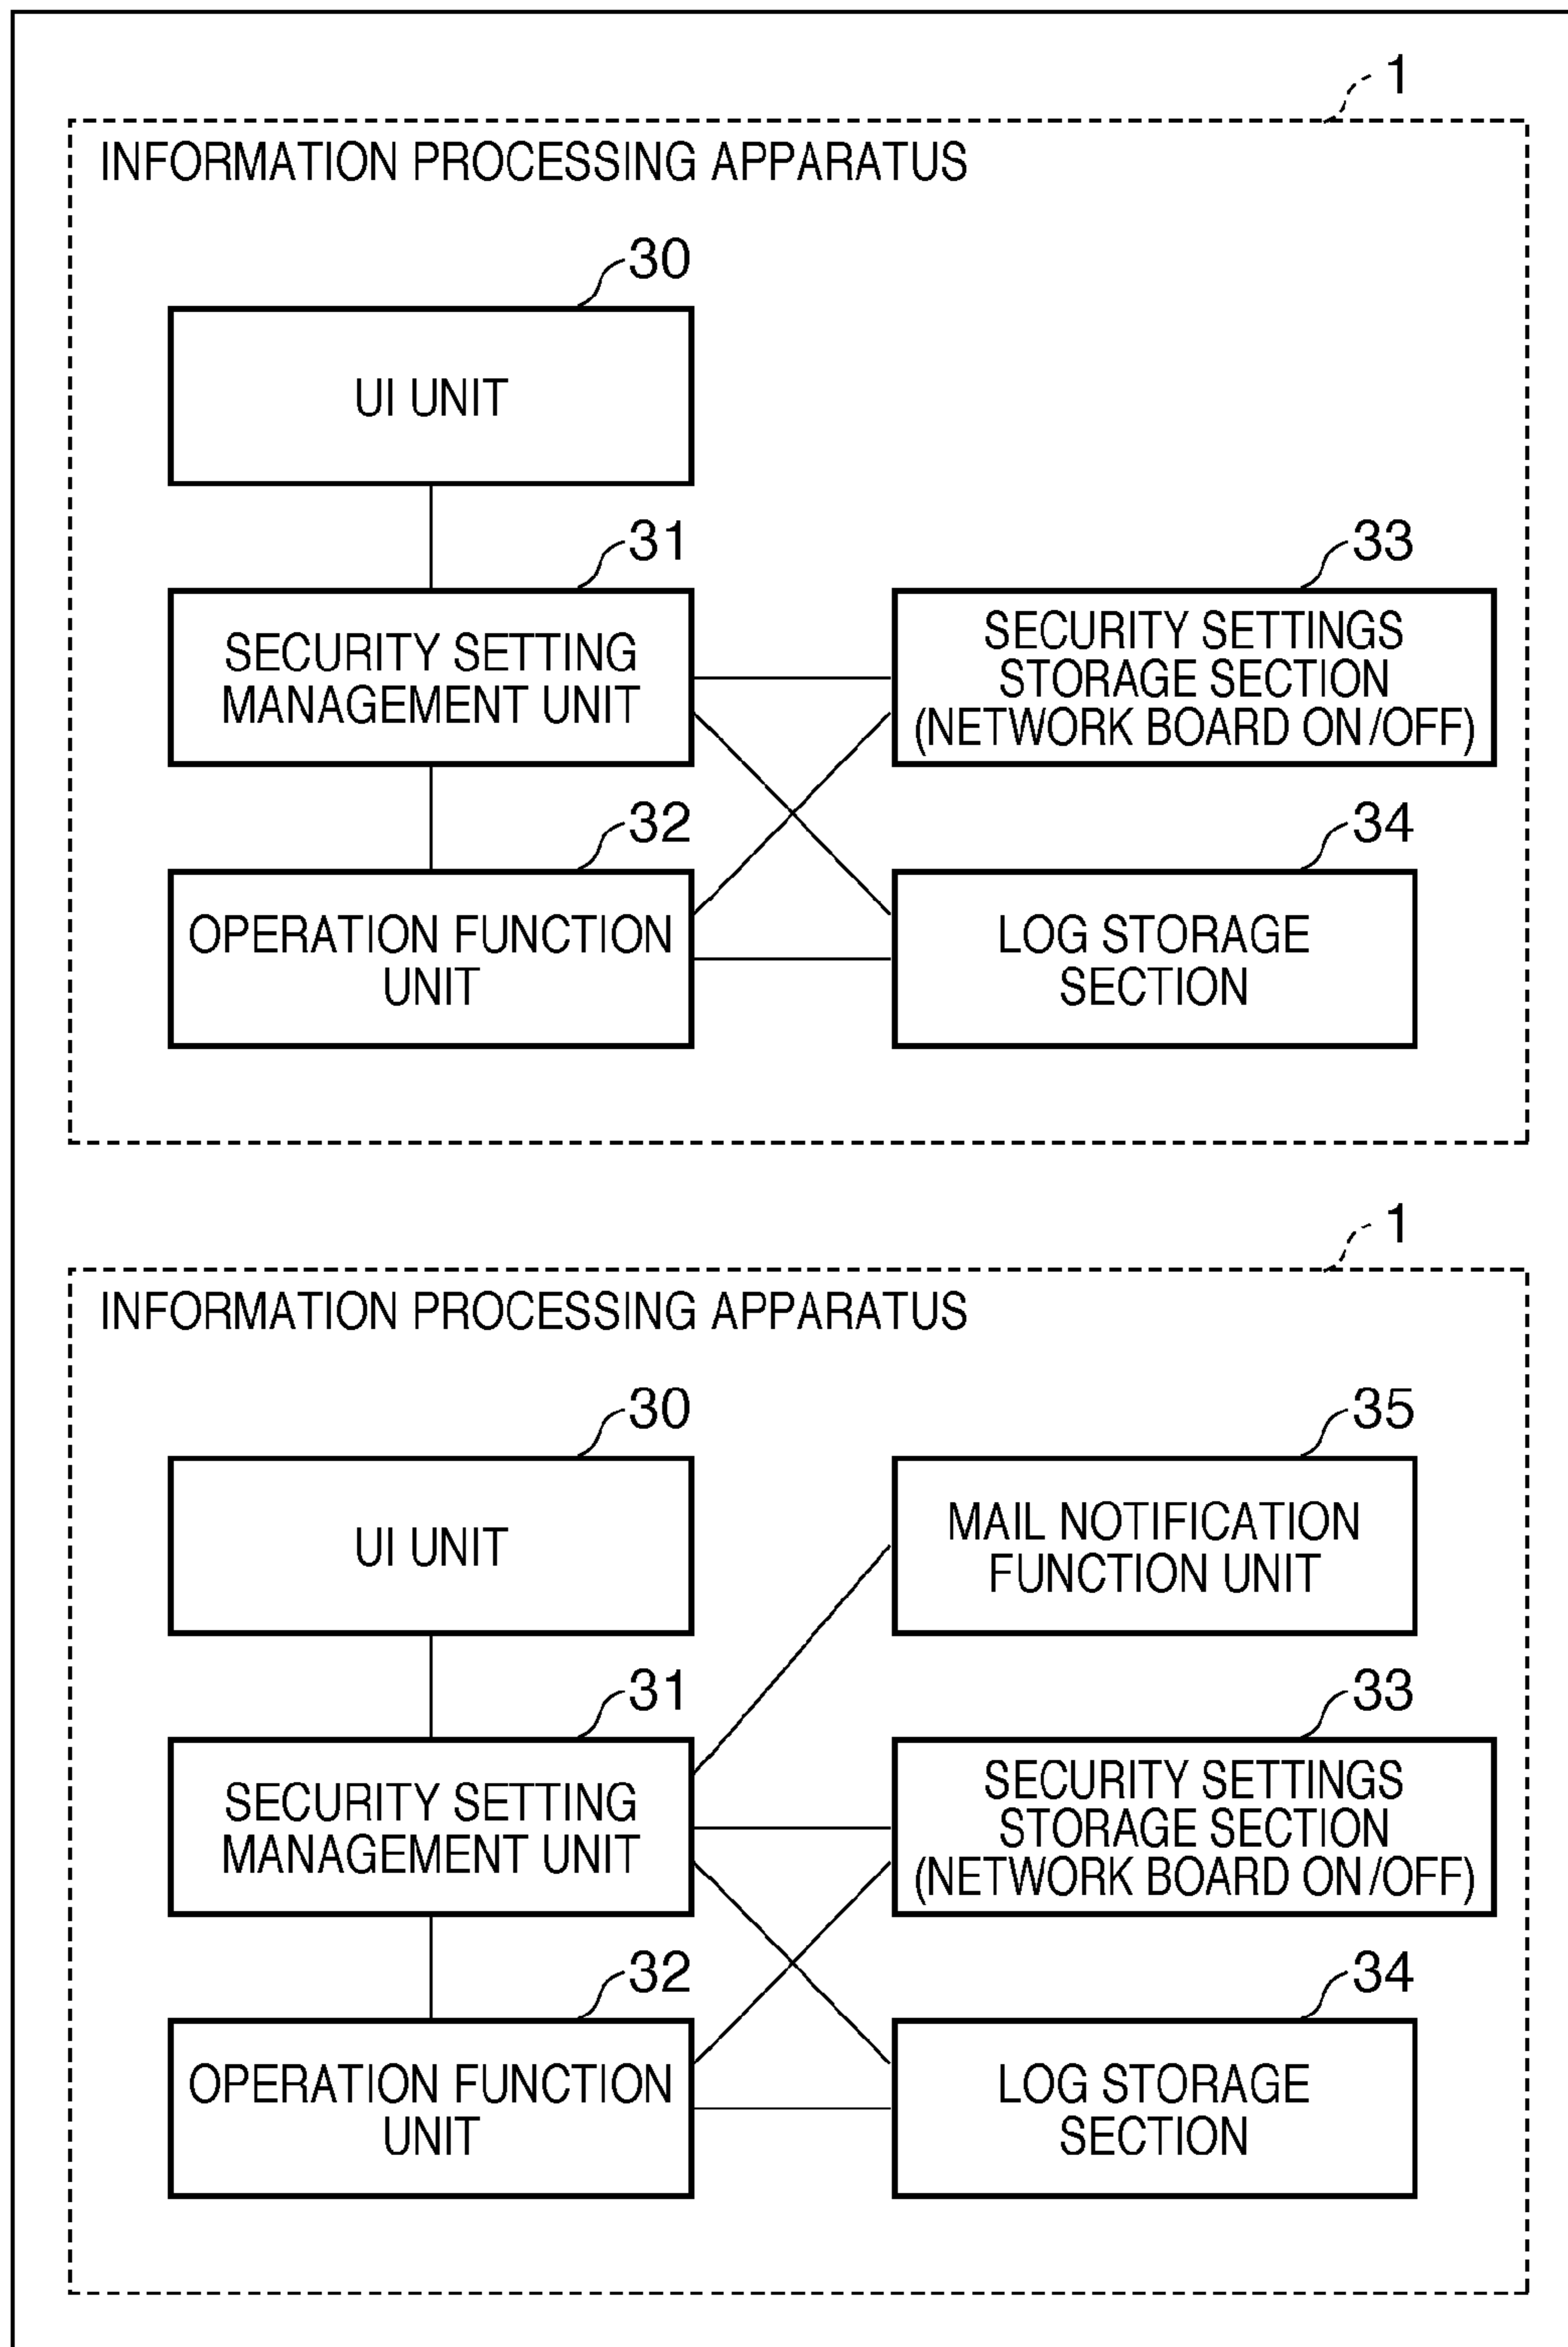 1
INFORMATION PROCESSING APPARATUS
30
UI UNIT
31
SECURITY SETTING
MANAGEMENT UNIT
33
SECURITY SETTINGS
STORAGE SECTION
(NETWORK BOARD ON/OFF)
32
OPERATION FUNCTION
UNIT
34
LOG STORAGE
SECTION
1
INFORMATION PROCESSING APPARATUS
30
UI UNIT
35
MAIL NOTIFICATION
FUNCTION UNIT
31
SECURITY SETTING
MANAGEMENT UNIT
33
SECURITY SETTINGS
STORAGE SECTION
(NETWORK BOARD ON/OFF)
32
OPERATION FUNCTION
UNIT
34
LOG STORAGE
SECTION